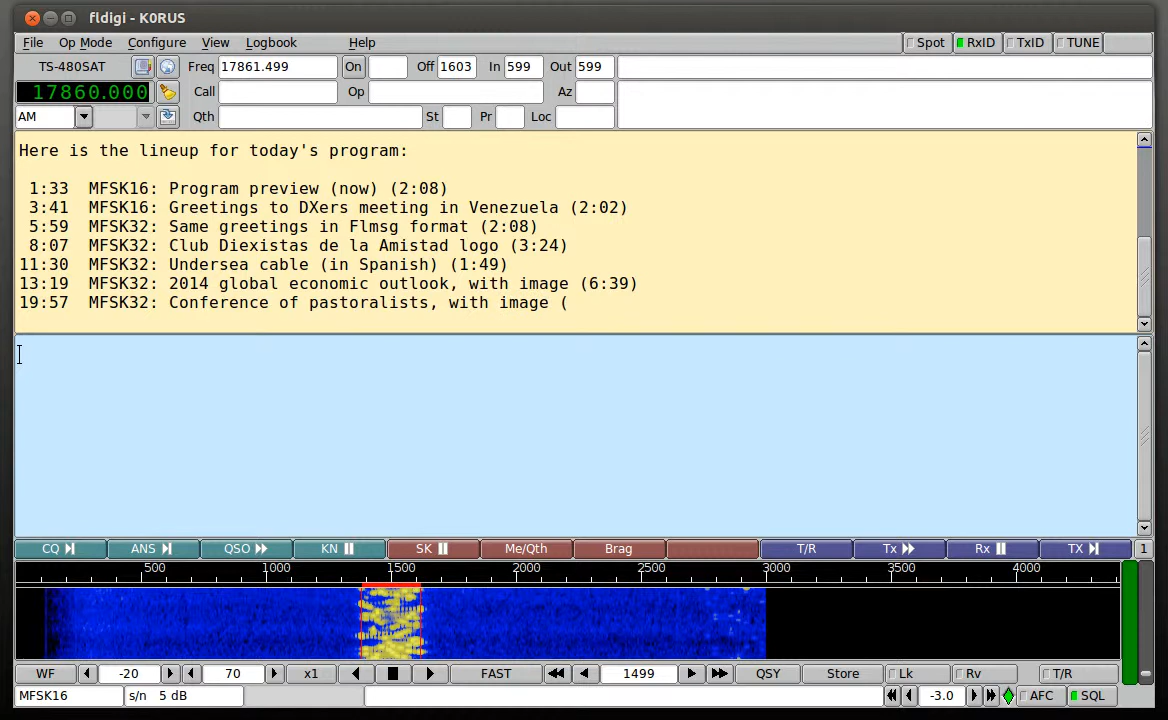 fldigi - K0RUS
File Op Mode Configure View Logbook Help Spot RxID TxID TUNE
TS-480SAT Freq 17861.499 On Off 1603 In 599 Out 599
17860.000 Call Op Az
AM Qth St Pr Loc
Here is the lineup for today's program:
1:33 MFSK16: Program preview (now) (2:08)
3:41 MFSK16: Greetings to DXers meeting in Venezuela (2:02)
5:59 MFSK32: Same greetings in Flmsg format (2:08)
8:07 MFSK32: Club Diexistas de la Amistad logo (3:24)
11:30 MFSK32: Undersea cable (in Spanish) (1:49)
13:19 MFSK32: 2014 global economic outlook, with image (6:39)
19:57 MFSK32: Conference of pastoralists, with image (
CQ ANS QSO KN SK Me/Qth Brag T/R Tx Rx TX 1
500 1000 1500 2000 2500 3000 3500 4000
WF -20 70 x1 FAST 1499 QSY Store Lk Rv T/R
MFSK16 s/n 5 dB -3.0 AFC SQL